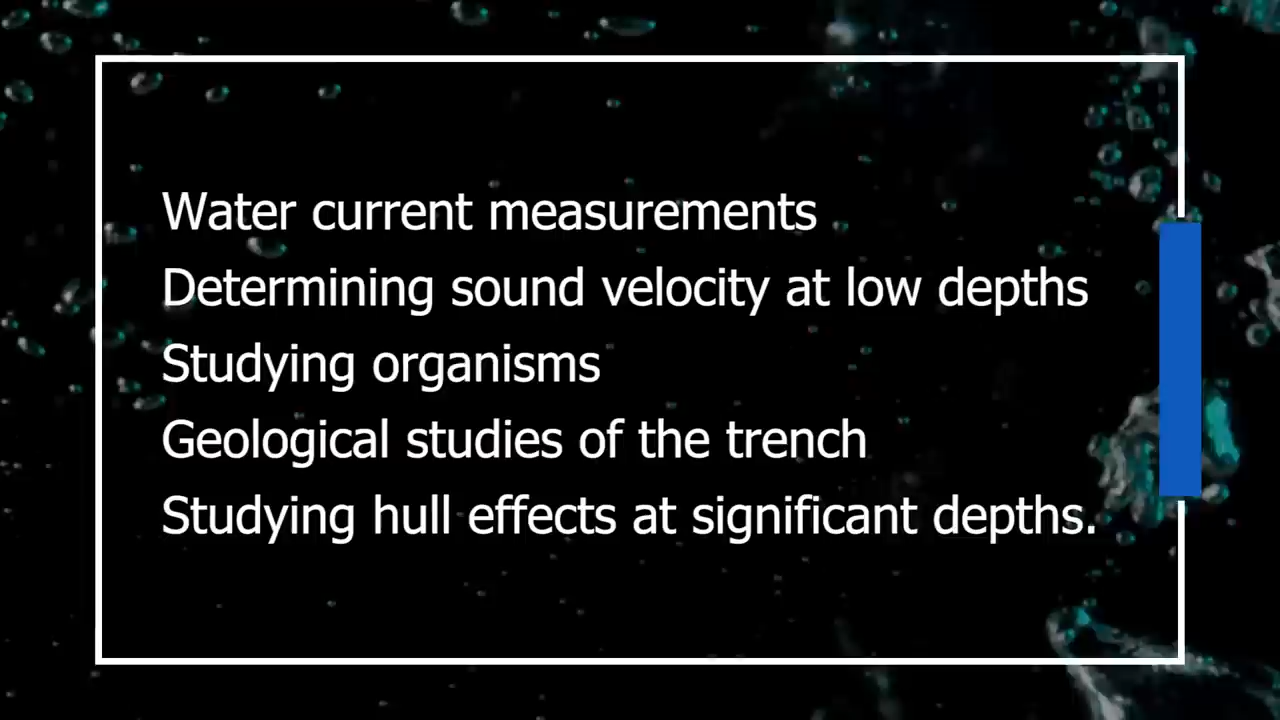 Water current measurements
Determining sound velocity at low depths
Studying organisms
Geological studies of the trench
Studying hull effects at significant depths.